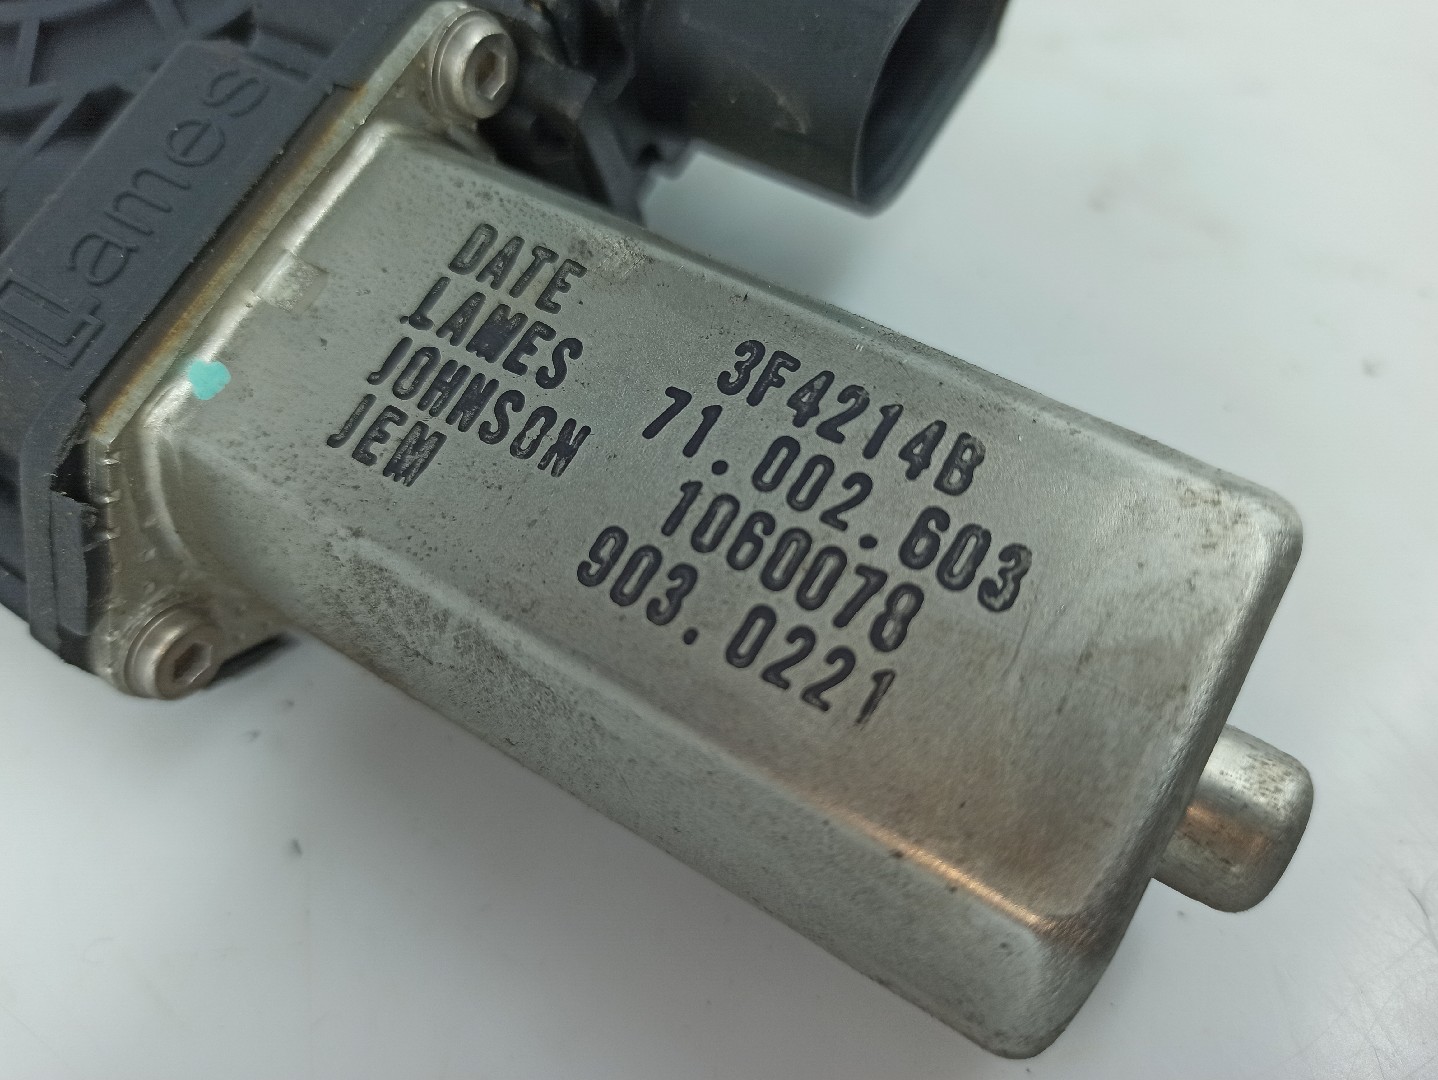 Lames
DATE 3F4214B
LAMES 71.002.603
JOHNSON 1060078
JEM 903.0221